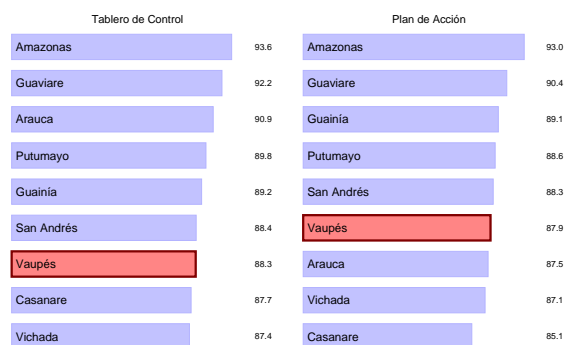 Tablero de Control
Amazonas 93.6
Guaviare 92.2
Arauca 90.9
Putumayo 89.8
Guainía 89.2
San Andrés 88.4
Vaupés 88.3
Casanare 87.7
Vichada 87.4
Plan de Acción
Amazonas 93.0
Guaviare 90.4
Guainía 89.1
Putumayo 88.6
San Andrés 88.3
Vaupés 87.9
Arauca 87.5
Vichada 87.1
Casanare 85.1